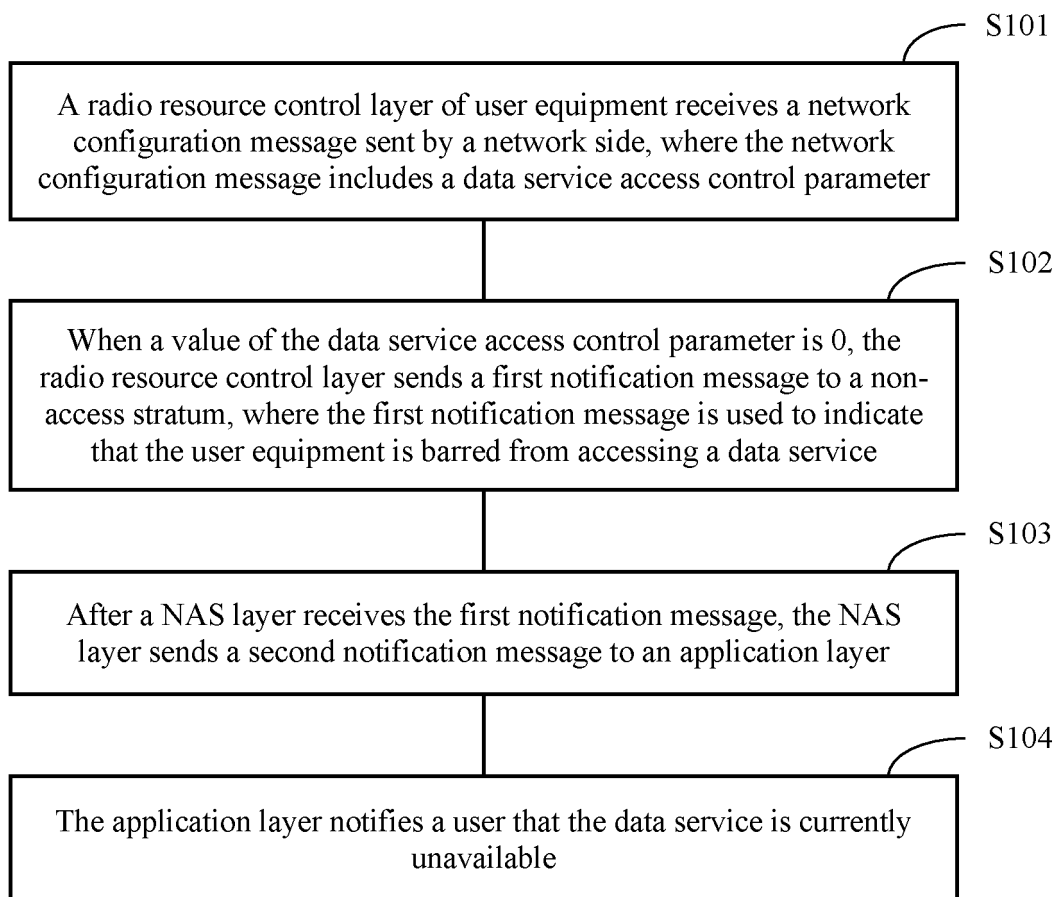 S101
A radio resource control layer of user equipment receives a network
configuration message sent by a network side, where the network
configuration message includes a data service access control parameter
S102
When a value of the data service access control parameter is 0, the
radio resource control layer sends a first notification message to a non-
access stratum, where the first notification message is used to indicate
that the user equipment is barred from accessing a data service
S103
After a NAS layer receives the first notification message, the NAS
layer sends a second notification message to an application layer
S104
The application layer notifies a user that the data service is currently
unavailable